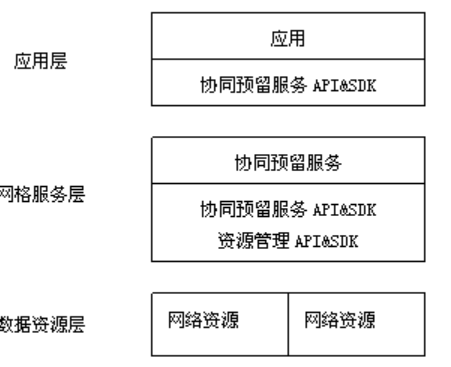 应用
应用层
协同预留服务 API&SDK
协同预留服务
网格服务层
协同预留服务 API&SDK
资源管理 API&SDK
数据资源层
网络资源
网络资源